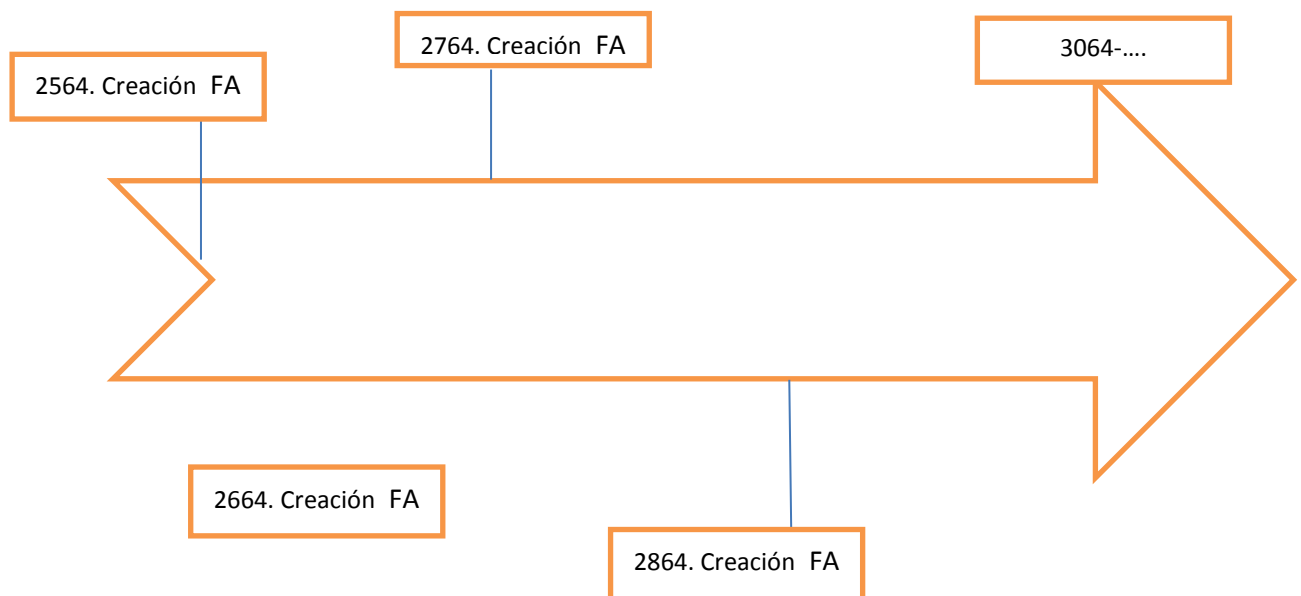 2764. Creación FA
3064-....
2564. Creación FA
2664. Creación FA
2864. Creación FA